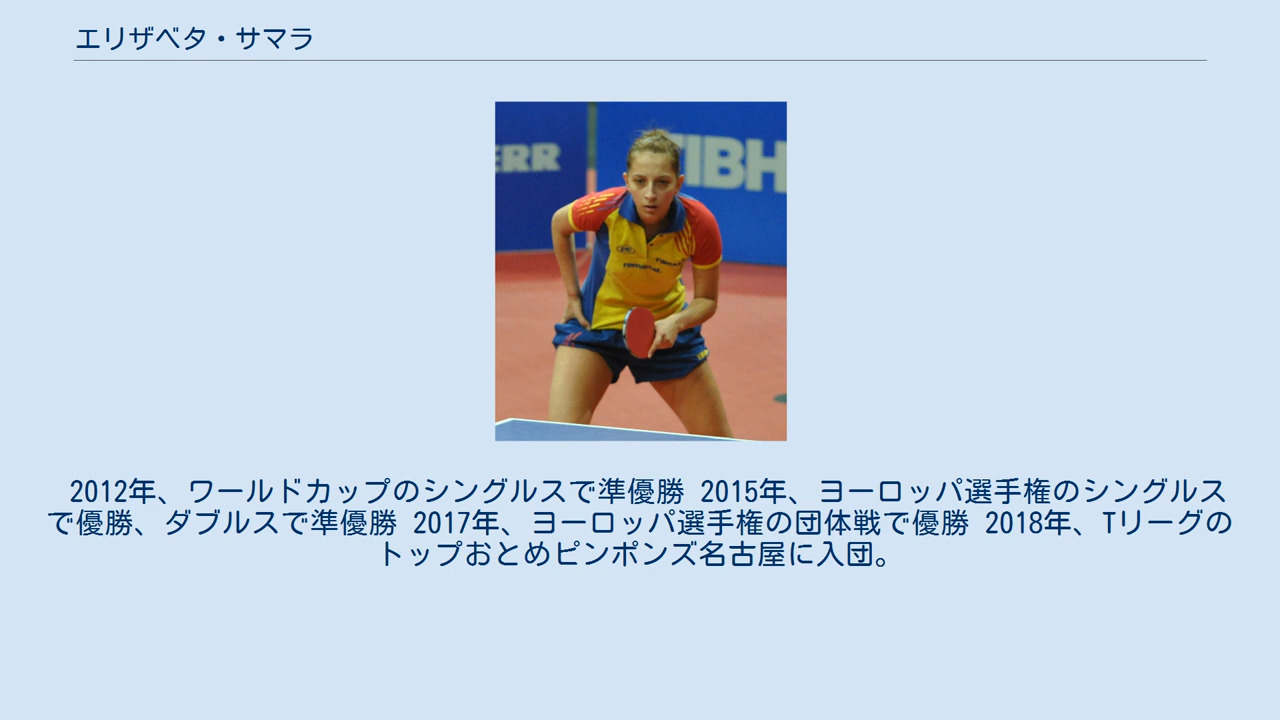 エリザベタ・サマラ
ERR
TIBH
2012年、ワールドカップのシングルスで準優勝 2015年、ヨーロッパ選手権のシングルス
で優勝、ダブルスで準優勝 2017年、ヨーロッパ選手権の団体戦で優勝 2018年、Tリーグの
トップおとめピンポンズ名古屋に入団。